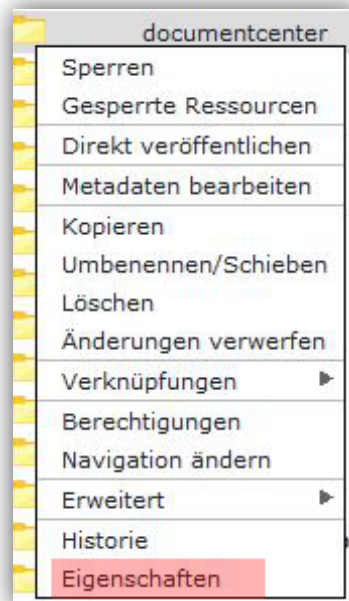 documentcenter
Sperren
Gesperrte Ressourcen
Direkt veröffentlichen
Metadaten bearbeiten
Kopieren
Umbenennen/Schieben
Löschen
Änderungen verwerfen
Verknüpfungen
Berechtigungen
Navigation ändern
Erweitert
Historie
Eigenschaften